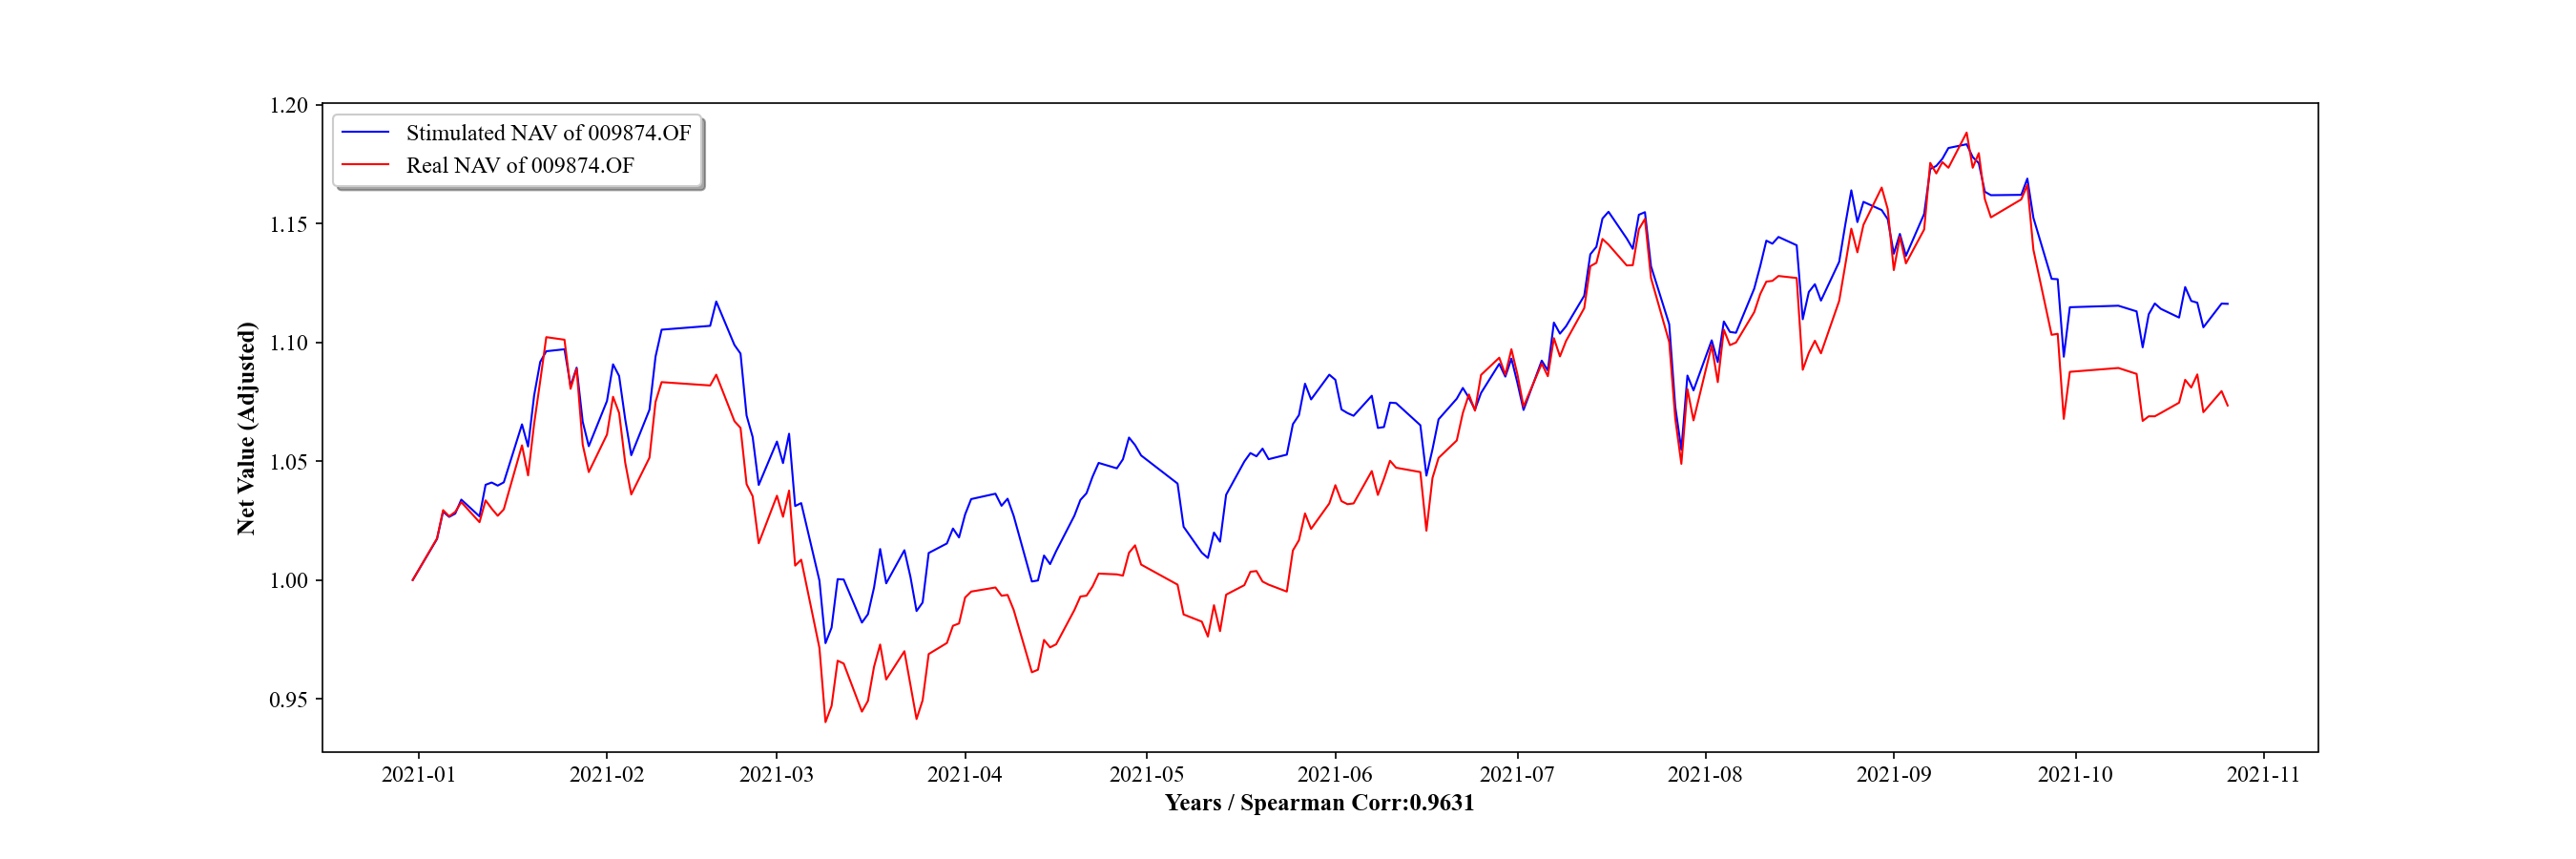 1.20
Stimulated NAV of 009874.OF
Real NAV of 009874.OF
1.15
1.10
Net Value (Adjusted)
1.05
1.00
0.95
2021-01 2021-02 2021-03 2021-04 2021-05 2021-06 2021-07 2021-08 2021-09 2021-10 2021-11
Years / Spearman Corr:0.9631